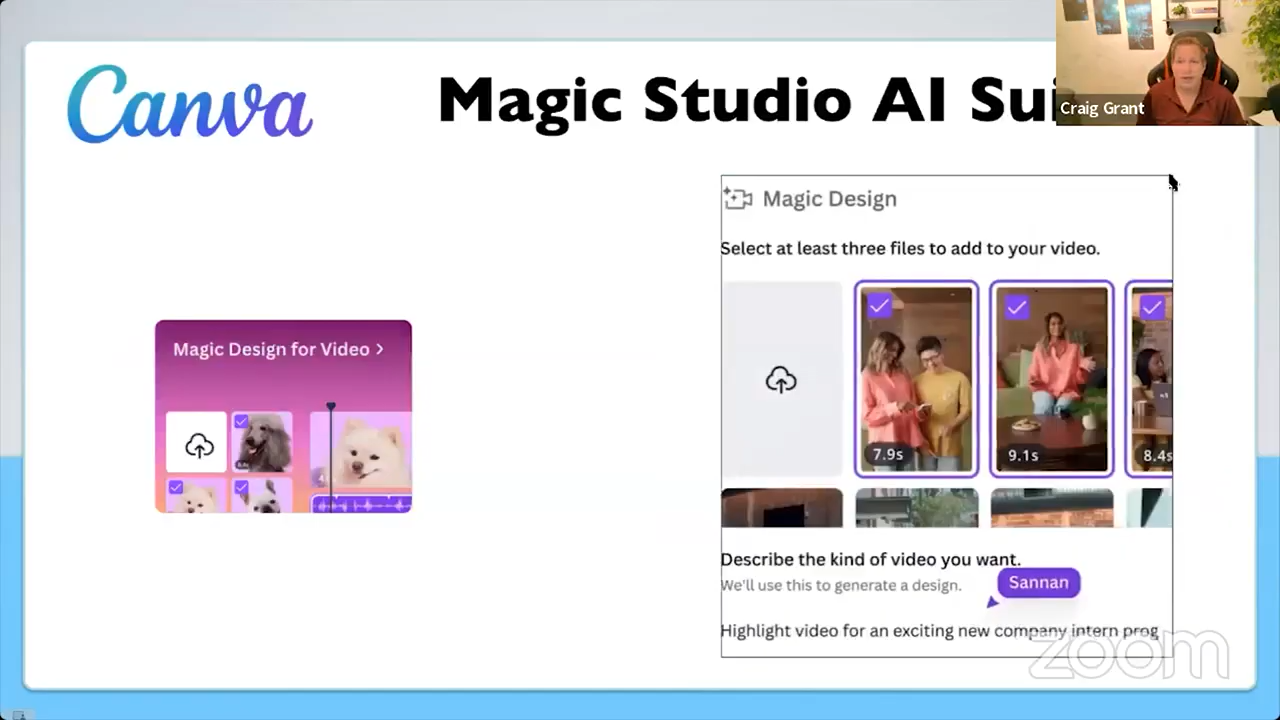 Canva
Magic Studio AI Sui
Craig Grant
Magic Design
Select at least three files to add to your video.
Magic Design for Video >
7.9s
9.1s
8.4s
Describe the kind of video you want.
We'll use this to generate a design.
Sannan
Highlight video for an exciting new company intern prog
zoom